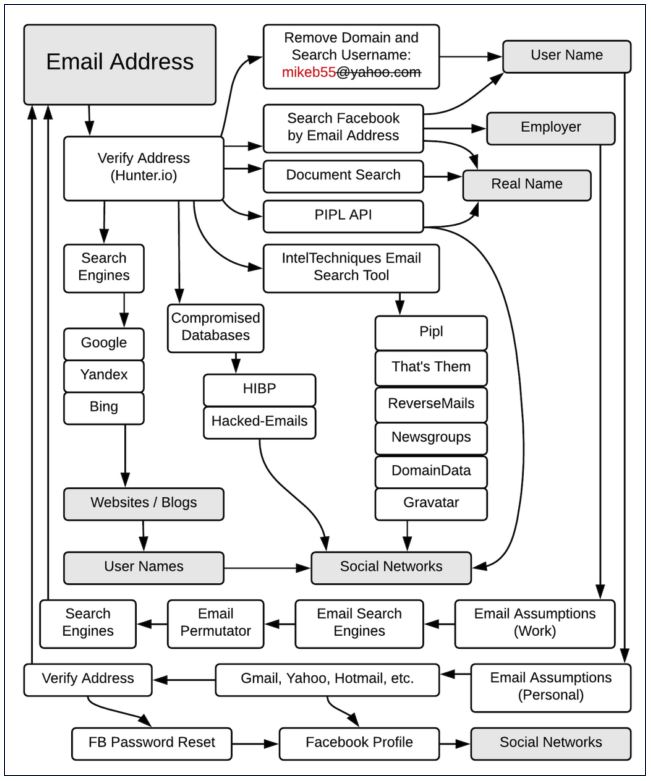 Email Address
Remove Domain and
Search Username:
mikeb55@yahoo.com
User Name
Verify Address
(Hunter.io)
Search Facebook
by Email Address
Employer
Document Search
Real Name
PIPL API
Search
Engines
IntelTechniques Email
Search Tool
Compromised
Databases
Google
Yandex
Bing
HIBP
Hacked-Emails
Pipl
That's Them
ReverseMails
Newsgroups
DomainData
Gravatar
Websites / Blogs
User Names
Social Networks
Search
Engines
Email
Permutator
Email Search
Engines
Email Assumptions
(Work)
Verify Address
Gmail, Yahoo, Hotmail, etc.
Email Assumptions
(Personal)
FB Password Reset
Facebook Profile
Social Networks